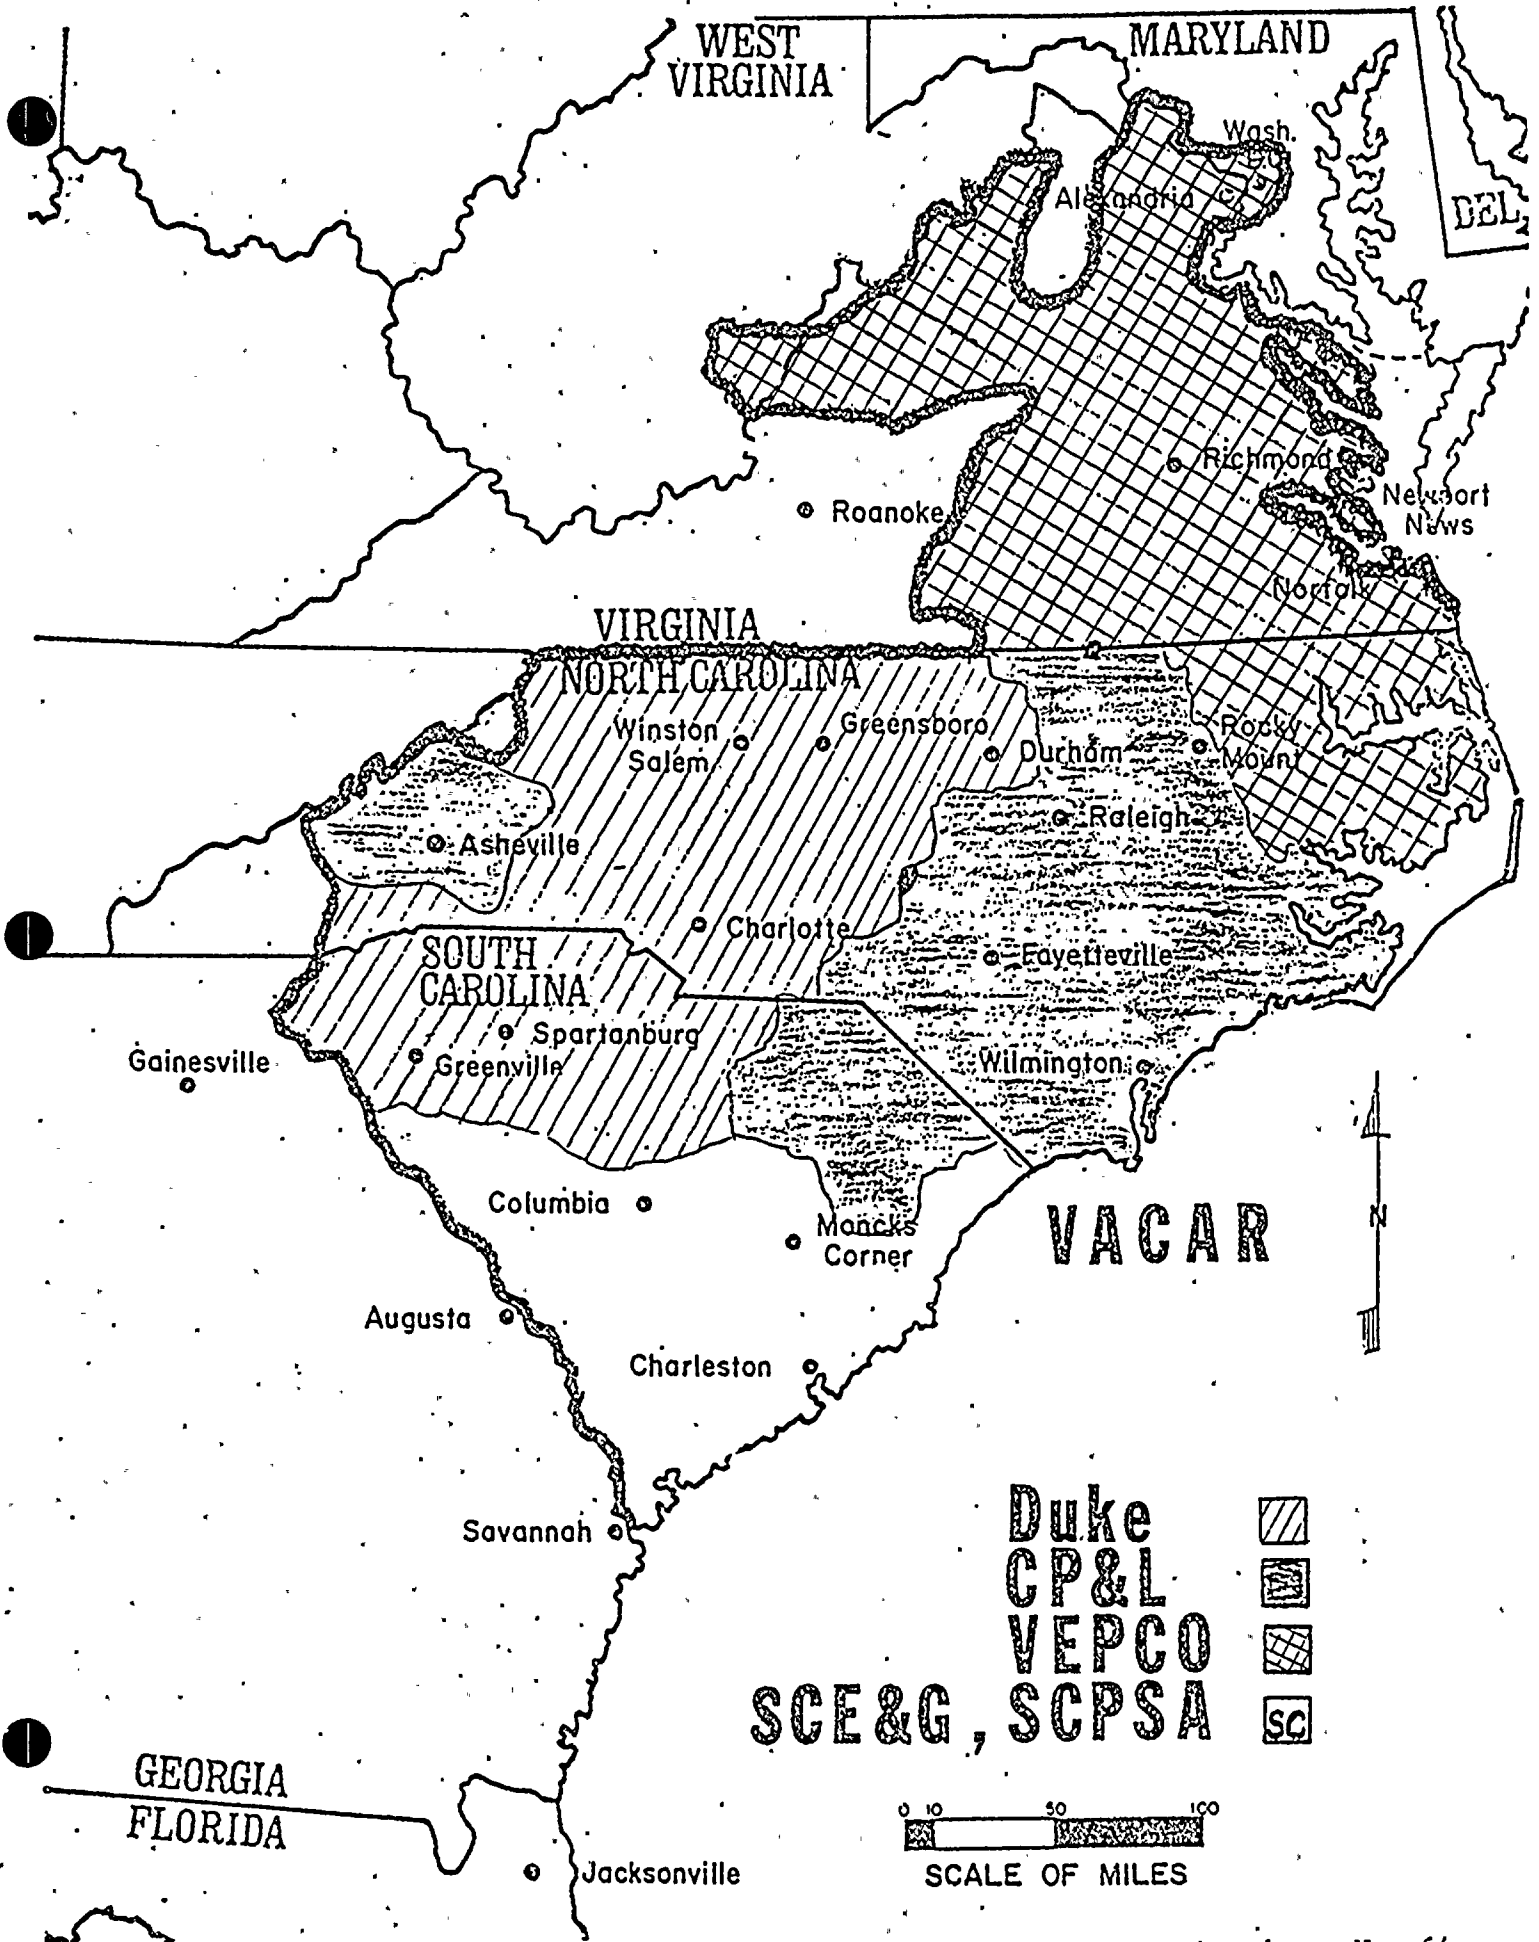 WEST
VIRGINIA
MARYLAND
Wash.
D.C.
Alexandria
DEL.
Richmond
Newport
News
Roanoke
Norfolk
VIRGINIA
NORTH CAROLINA
Winston
Salem
Greensboro
Durham
Rocky
Mount
Raleigh
Asheville
Charlotte
Fayetteville
SOUTH
CAROLINA
Spartanburg
Greenville
Gainesville
Wilmington
Columbia
Moncks
Corner
VACAR
N
Augusta
Charleston
Savannah
Duke
CP&L
VEPCO
SCE&G, SCPSA
SC
GEORGIA
FLORIDA
Jacksonville
0 10 50 100
SCALE OF MILES